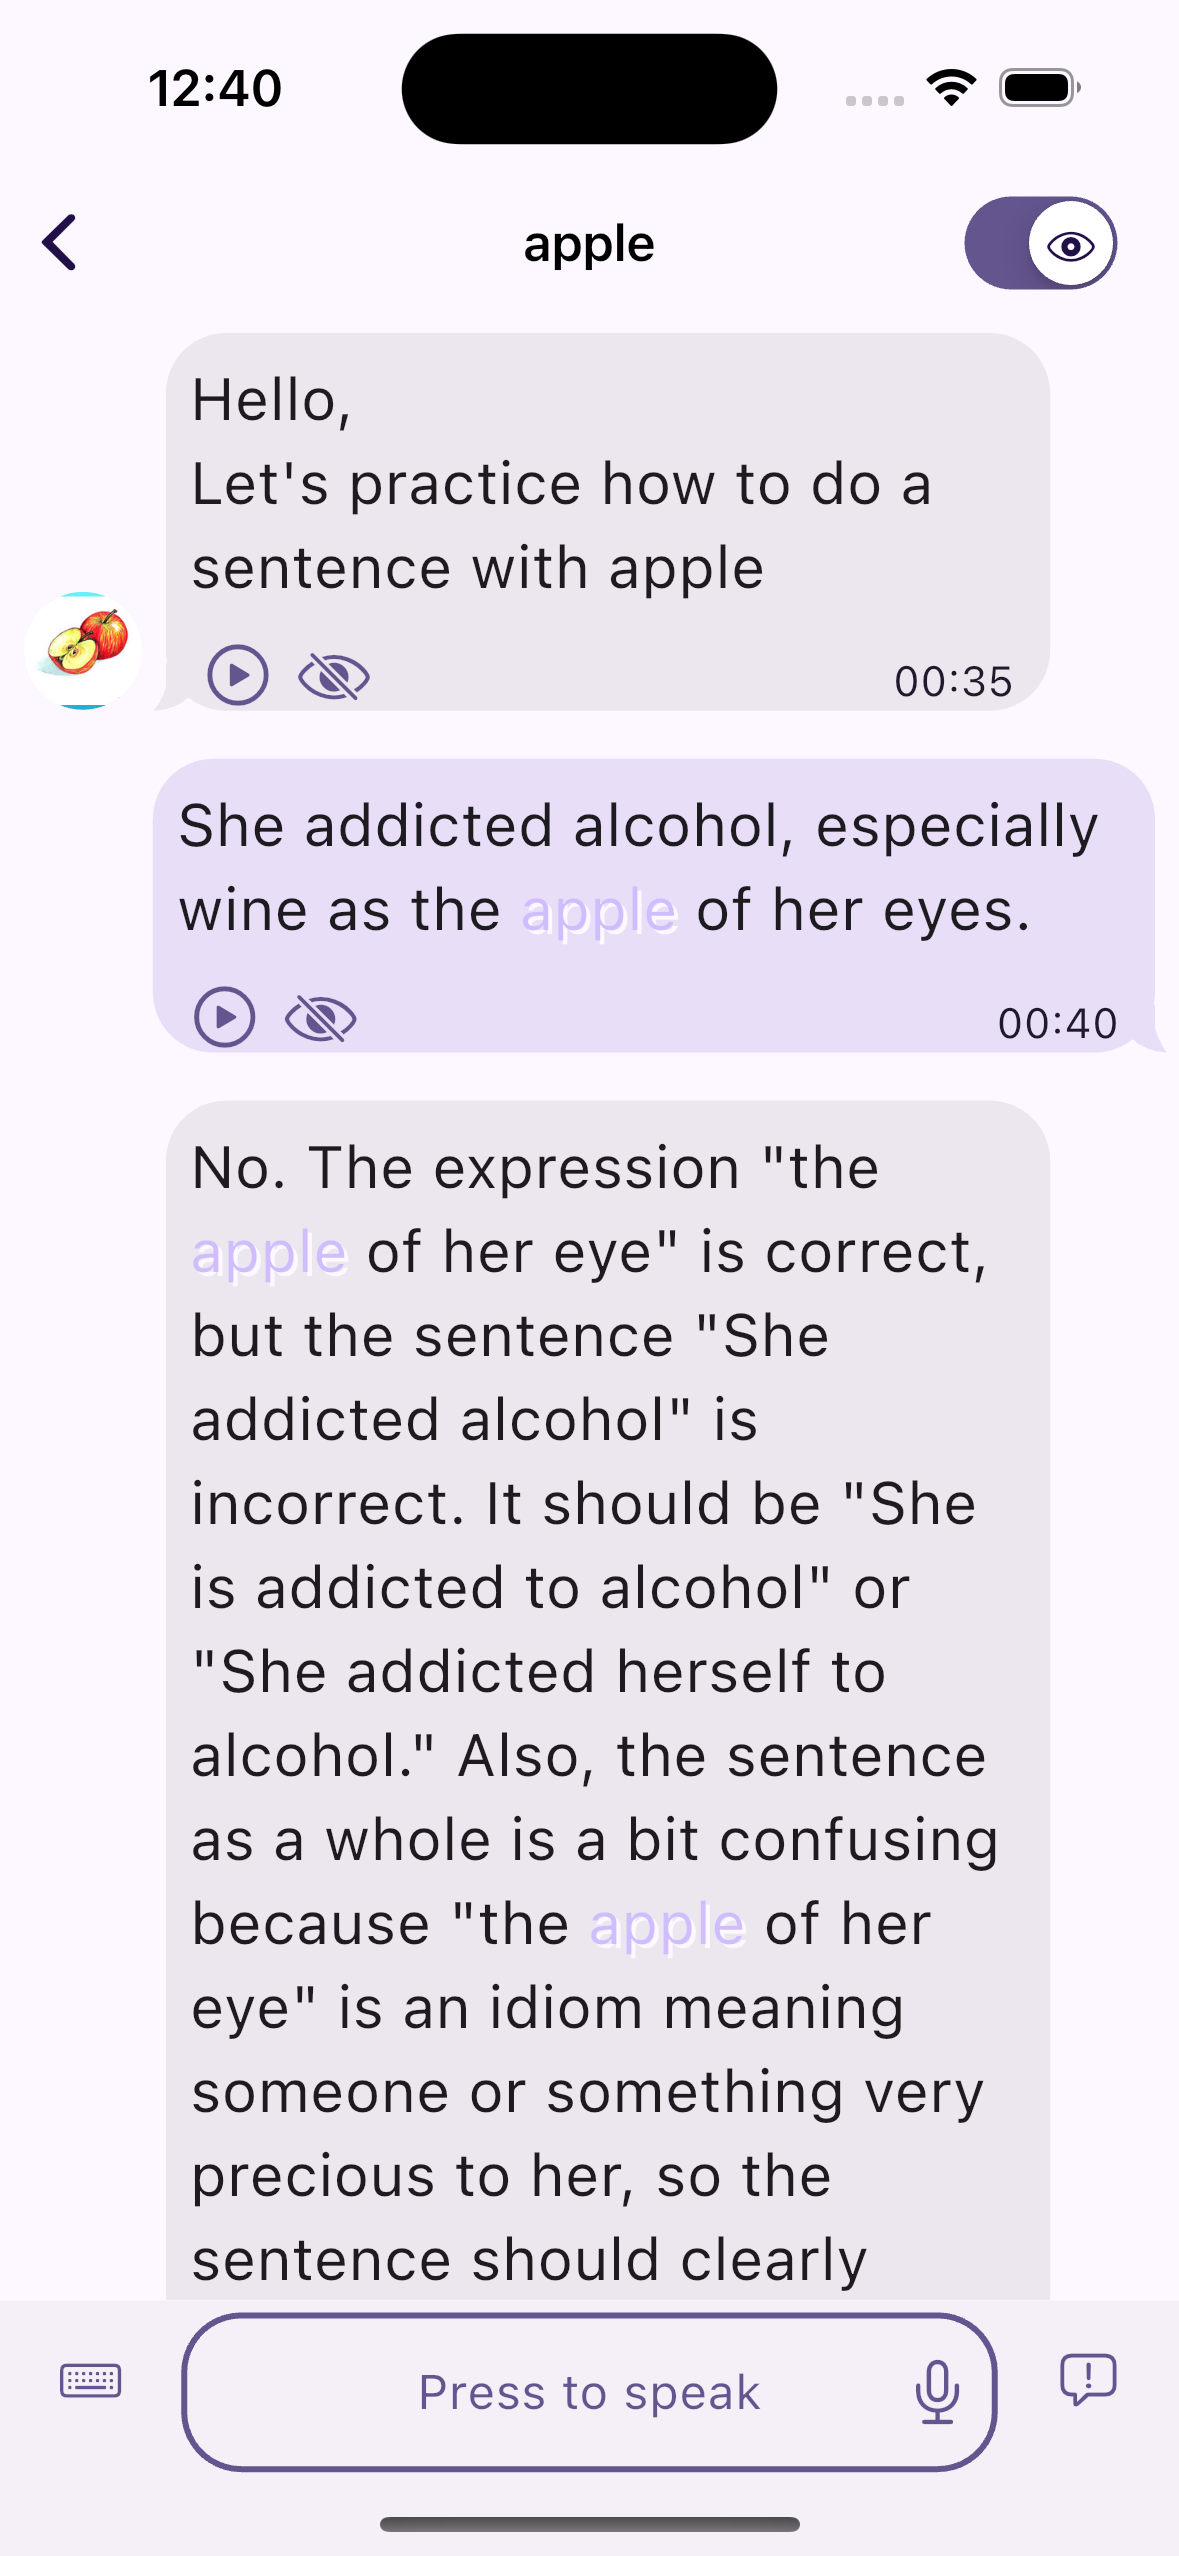 12:40
apple
Hello,
Let's practice how to do a
sentence with apple
00:35
She addicted alcohol, especially
wine as the apple of her eyes.
00:40
No. The expression "the
apple of her eye" is correct,
but the sentence "She
addicted alcohol" is
incorrect. It should be "She
is addicted to alcohol" or
"She addicted herself to
alcohol." Also, the sentence
as a whole is a bit confusing
because "the apple of her
eye" is an idiom meaning
someone or something very
precious to her, so the
sentence should clearly
Press to speak